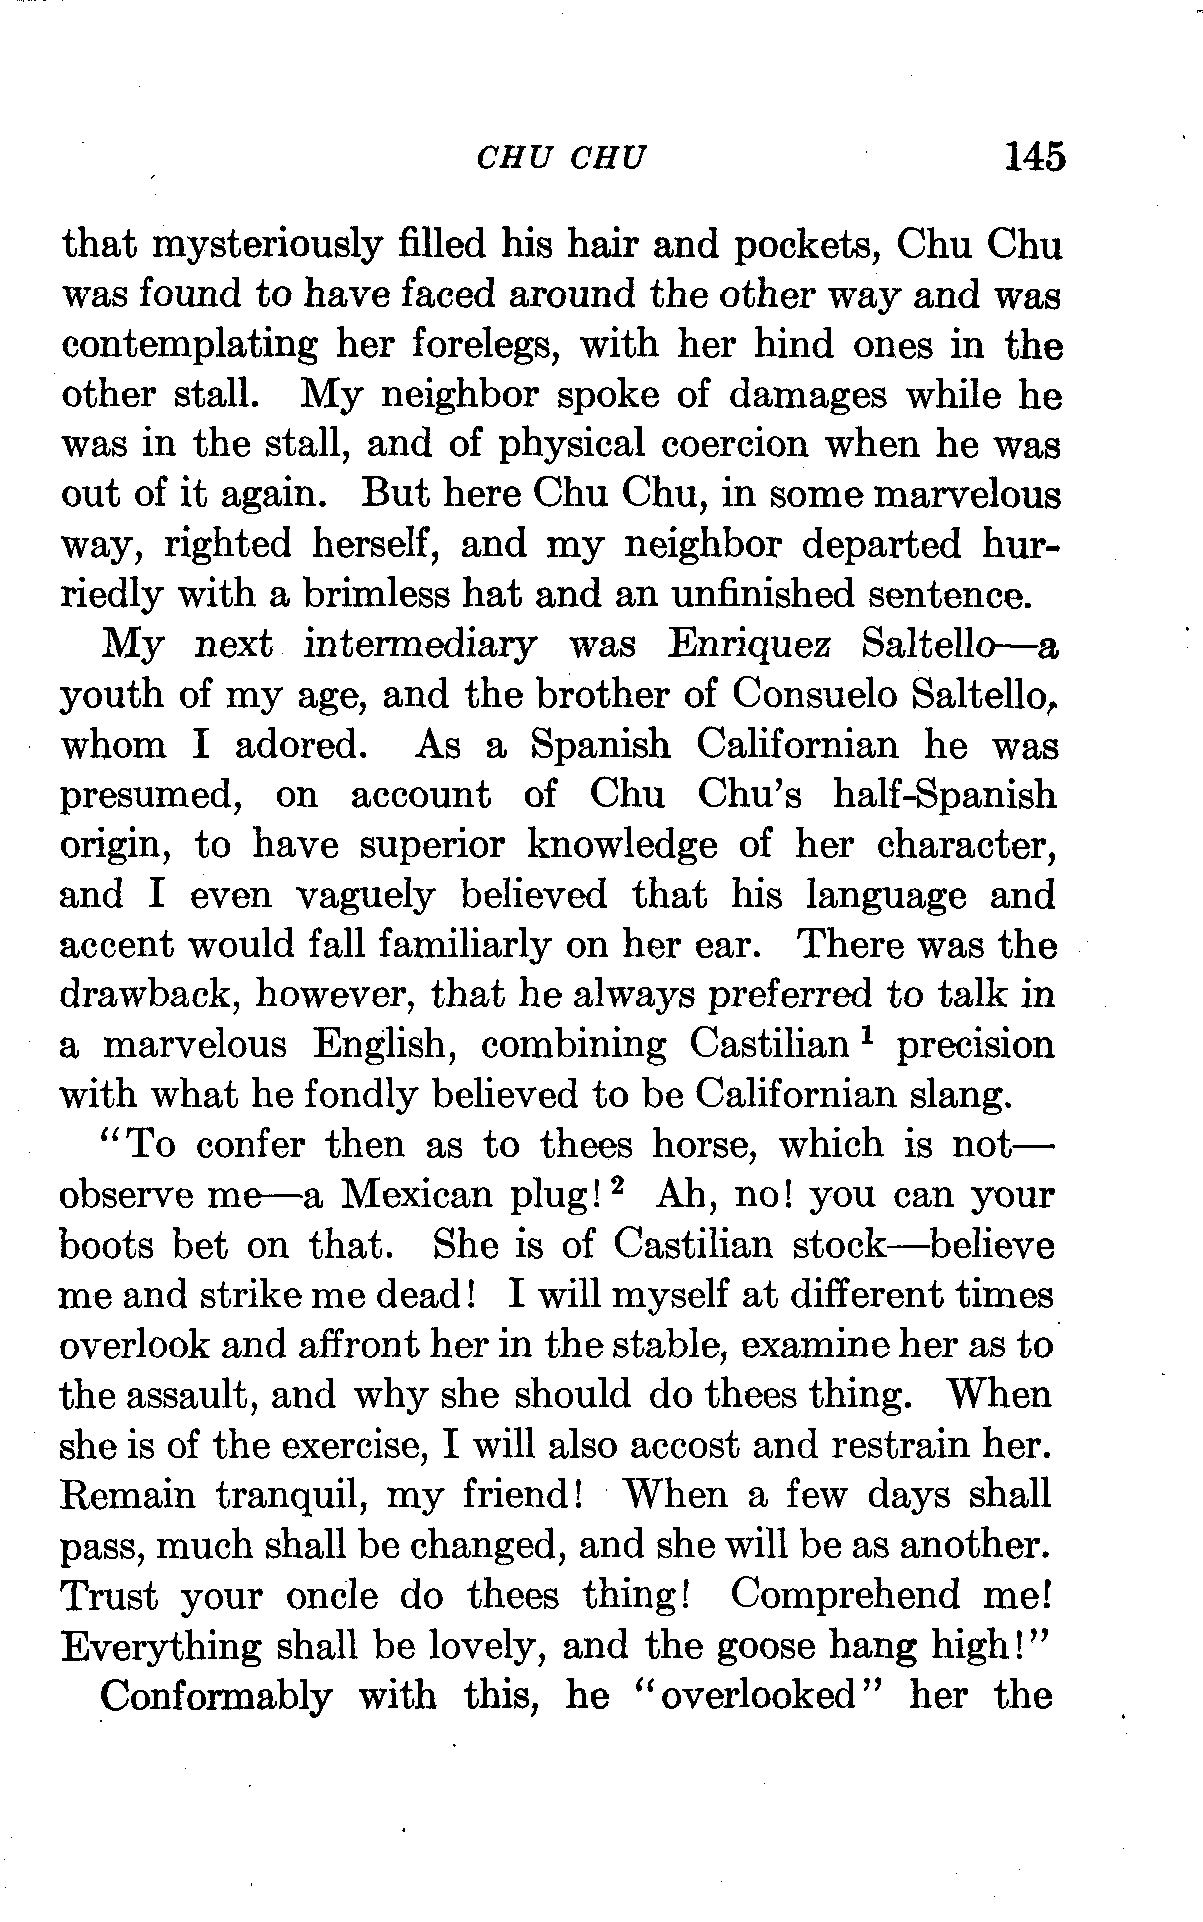 CHU CHU 145
that mysteriously filled his hair and pockets, Chu Chu
was found to have faced around the other way and was
contemplating her forelegs, with her hind ones in the
other stall. My neighbor spoke of damages while he
was in the stall, and of physical coercion when he was
out of it again. But here Chu Chu, in some marvelous
way, righted herself, and my neighbor departed hur-
riedly with a brimless hat and an unfinished sentence.
My next intermediary was Enriquez Saltello—a
youth of my age, and the brother of Consuelo Saltello,
whom I adored. As a Spanish Californian he was
presumed, on account of Chu Chu's half-Spanish
origin, to have superior knowledge of her character,
and I even vaguely believed that his language and
accent would fall familiarly on her ear. There was the
drawback, however, that he always preferred to talk in
a marvelous English, combining Castilian ¹ precision
with what he fondly believed to be Californian slang.
"To confer then as to thees horse, which is not—
observe me—a Mexican plug! ² Ah, no! you can your
boots bet on that. She is of Castilian stock—believe
me and strike me dead! I will myself at different times
overlook and affront her in the stable, examine her as to
the assault, and why she should do thees thing. When
she is of the exercise, I will also accost and restrain her.
Remain tranquil, my friend! When a few days shall
pass, much shall be changed, and she will be as another.
Trust your oncle do thees thing! Comprehend me!
Everything shall be lovely, and the goose hang high!"
Conformably with this, he "overlooked" her the